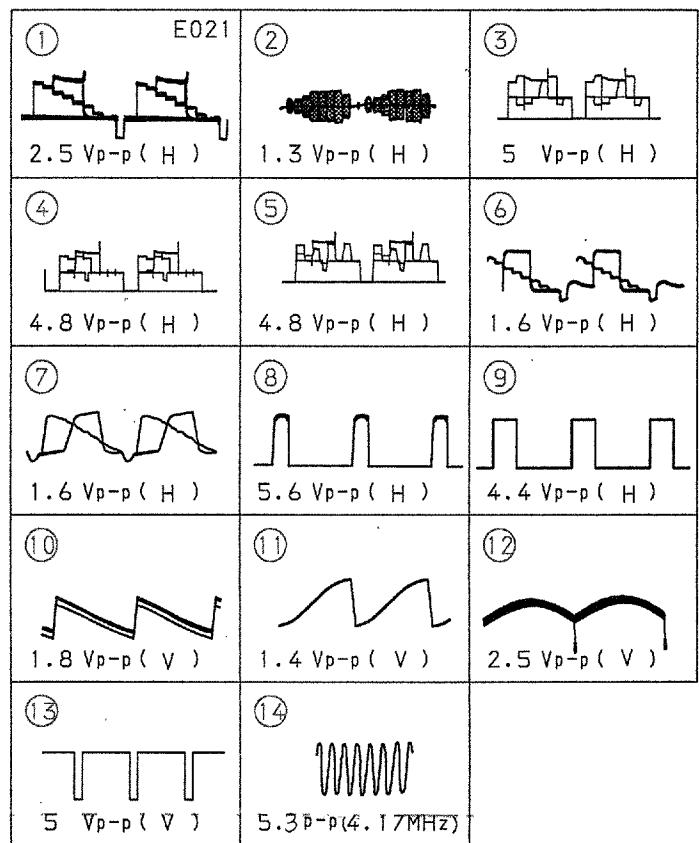 ① E021
2.5 Vp-p ( H )
②
1.3 Vp-p ( H )
③
5 Vp-p ( H )
④
4.8 Vp-p ( H )
⑤
4.8 Vp-p ( H )
⑥
1.6 Vp-p ( H )
⑦
1.6 Vp-p ( H )
⑧
5.6 Vp-p ( H )
⑨
4.4 Vp-p ( H )
⑩
1.8 Vp-p ( V )
⑪
1.4 Vp-p ( V )
⑫
2.5 Vp-p ( V )
⑬
5 Vp-p ( V )
⑭
5.3 p-p(4.17MHz)